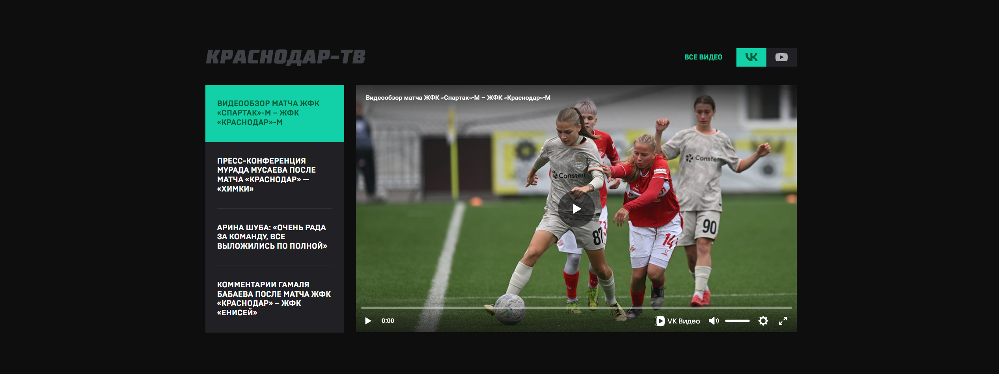 КРАСНОДАР-ТВ
ВСЕ ВИДЕО
ВИДЕООБЗОР МАТЧА ЖФК
«СПАРТАК»-М – ЖФК
«КРАСНОДАР»-М
ПРЕСС-КОНФЕРЕНЦИЯ
МУРАДА МУСАЕВА ПОСЛЕ
МАТЧА «КРАСНОДАР» —
«ХИМКИ»
АРИНА ШУБА: «ОЧЕНЬ РАДА
ЗА КОМАНДУ, ВСЕ
ВЫЛОЖИЛИСЬ ПО ПОЛНОЙ»
КОММЕНТАРИИ ГАМАЛЯ
БАБАЕВА ПОСЛЕ МАТЧА ЖФК
«КРАСНОДАР» – ЖФК
«ЕНИСЕЙ»
Видеообзор матча ЖФК «Спартак»-М – ЖФК «Краснодар»-М
Constell
Constell
90
87
14
0:00
VK Видео